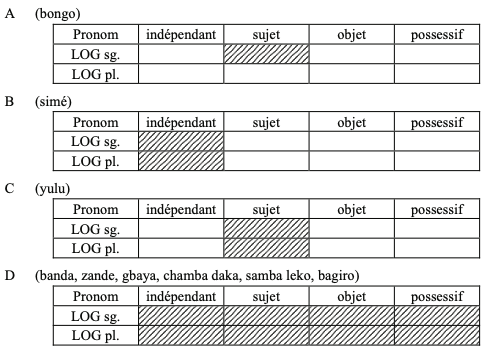 A (bongo)
Pronom indépendant sujet objet possessif
LOG sg.
LOG pl.
B (simé)
Pronom indépendant sujet objet possessif
LOG sg.
LOG pl.
C (yulu)
Pronom indépendant sujet objet possessif
LOG sg.
LOG pl.
D (banda, zande, gbaya, chamba daka, samba leko, bagiro)
Pronom indépendant sujet objet possessif
LOG sg.
LOG pl.